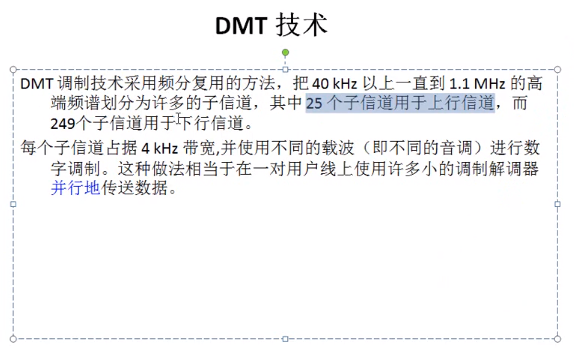 DMT 技术
DMT 调制技术采用频分复用的方法，把 40 kHz 以上一直到 1.1 MHz 的高
端频谱划分为许多的子信道，其中 25 个子信道用于上行信道，而
249个子信道用于下行信道。
每个子信道占据 4 kHz 带宽,并使用不同的载波（即不同的音调）进行数
字调制。这种做法相当于在一对用户线上使用许多小的调制解调器
并行地传送数据。